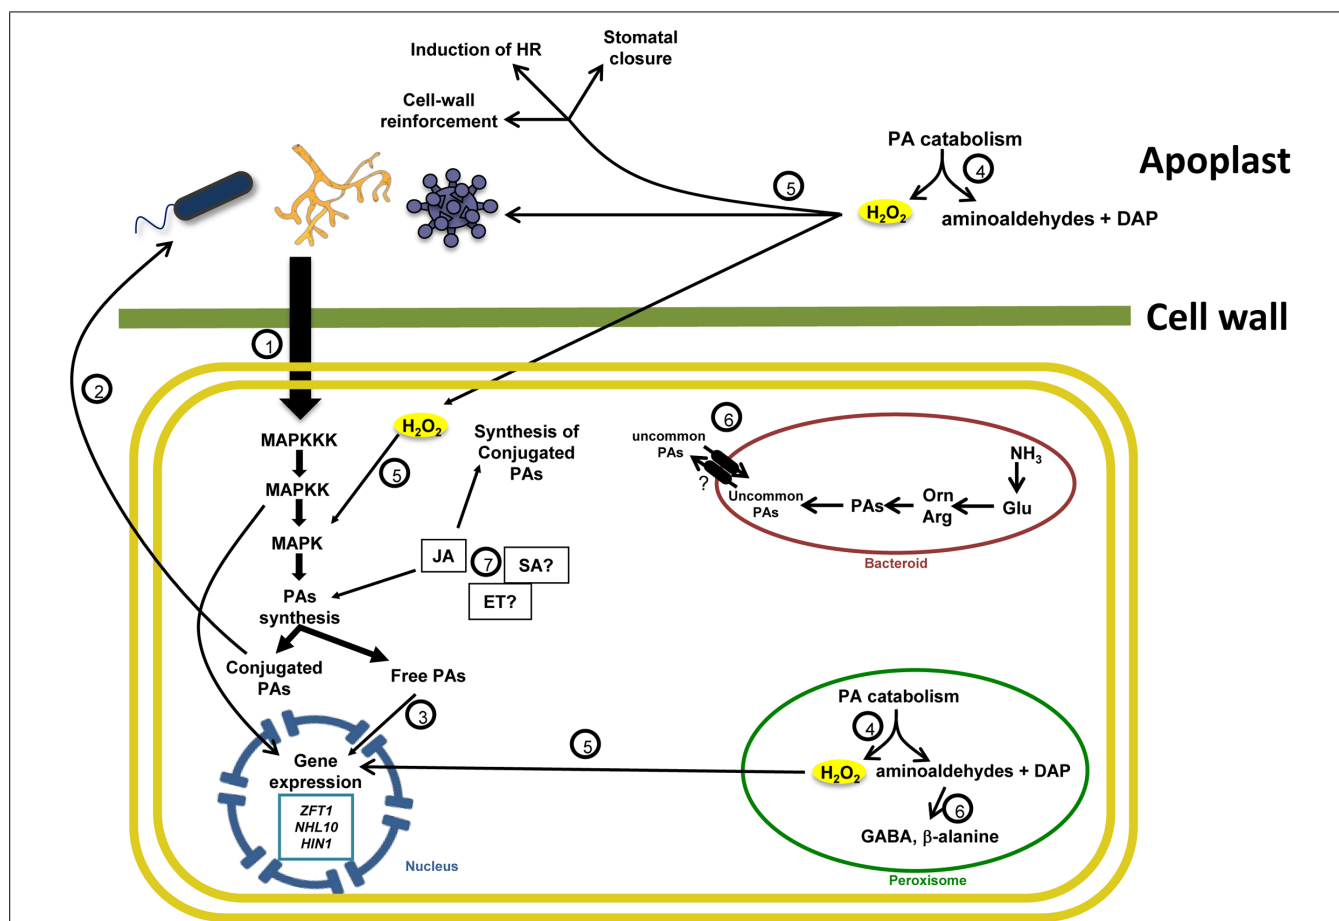 Induction of HR
Stomatal
closure
Cell-wall
reinforcement
PA catabolism
4
H₂O₂
aminoaldehydes + DAP
5
Apoplast
Cell wall
1
2
MAPKKK
MAPKK
MAPK
PAs
synthesis
Conjugated
PAs
Free PAs
3
H₂O₂
5
Synthesis of
Conjugated
PAs
JA
7
SA?
ET?
6
uncommon
PAs
?
Uncommon
PAs
PAs
Orn
Arg
NH₃
Glu
Bacteroid
Gene
expression
ZFT1
NHL10
HIN1
Nucleus
5
PA catabolism
4
H₂O₂
aminoaldehydes + DAP
6
GABA, β-alanine
Peroxisome